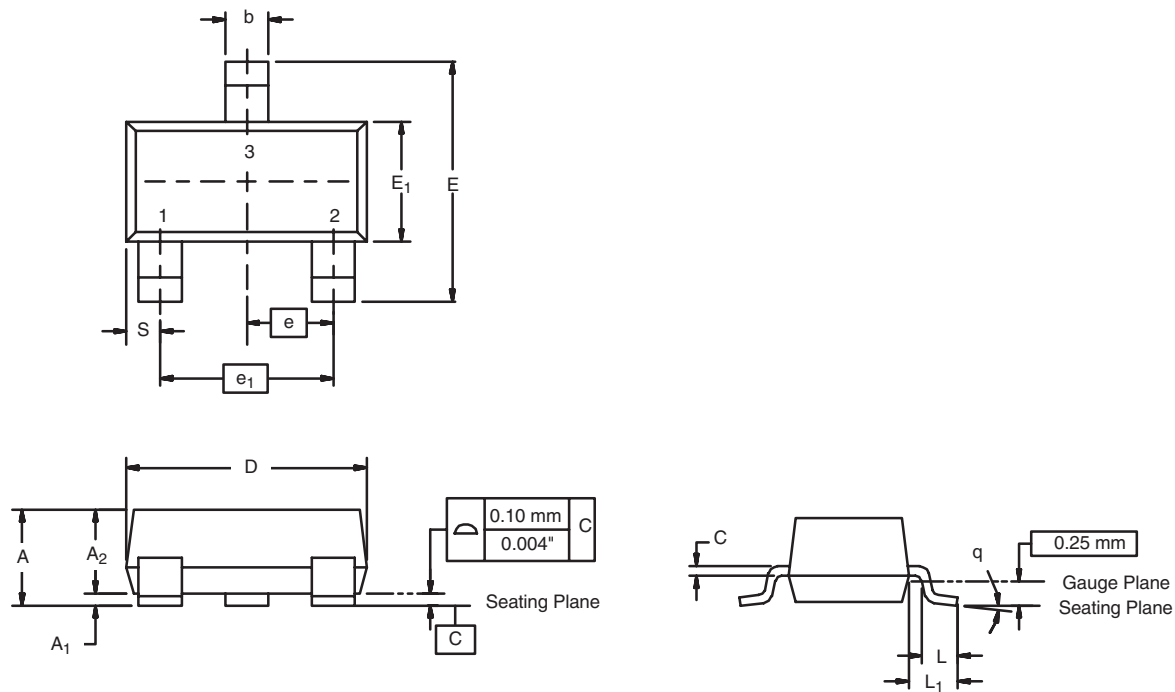 b
3
E₁
E
1
2
S
e
e₁
D
0.10 mm
C
0.004"
A
A₂
Seating Plane
A₁
C
C
q
0.25 mm
Gauge Plane
Seating Plane
L
L₁